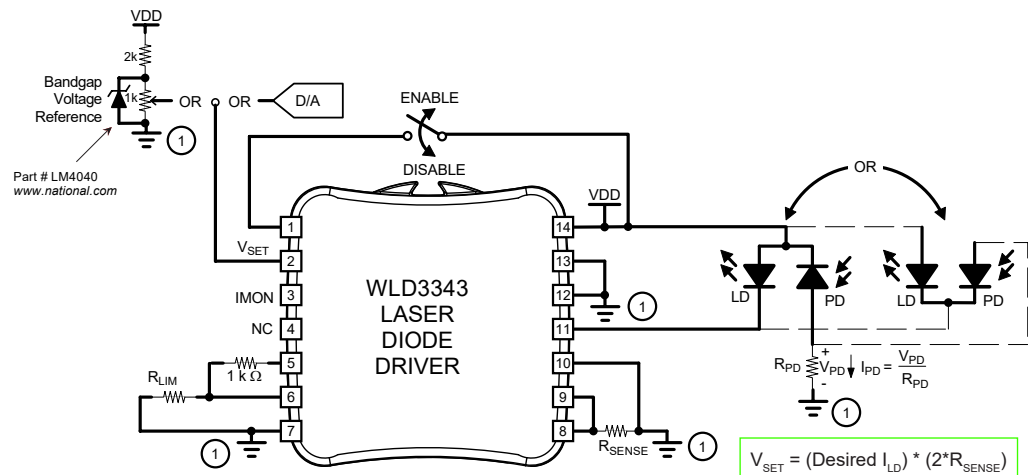 VDD
2k
Bandgap
Voltage
Reference
1k
OR
OR
D/A
1
Part # LM4040
www.national.com
ENABLE
DISABLE
VDD
OR
1
VSET
2
IMON
3
NC
4
5
1 k Ω
RLIM
6
7
1
WLD3343
LASER
DIODE
DRIVER
14
13
12
1
11
10
9
8
RSENSE
1
LD
PD
LD
PD
RPD
+
VPD
-
IPD = VPD
RPD
1
VSET = (Desired ILD) * (2*RSENSE)